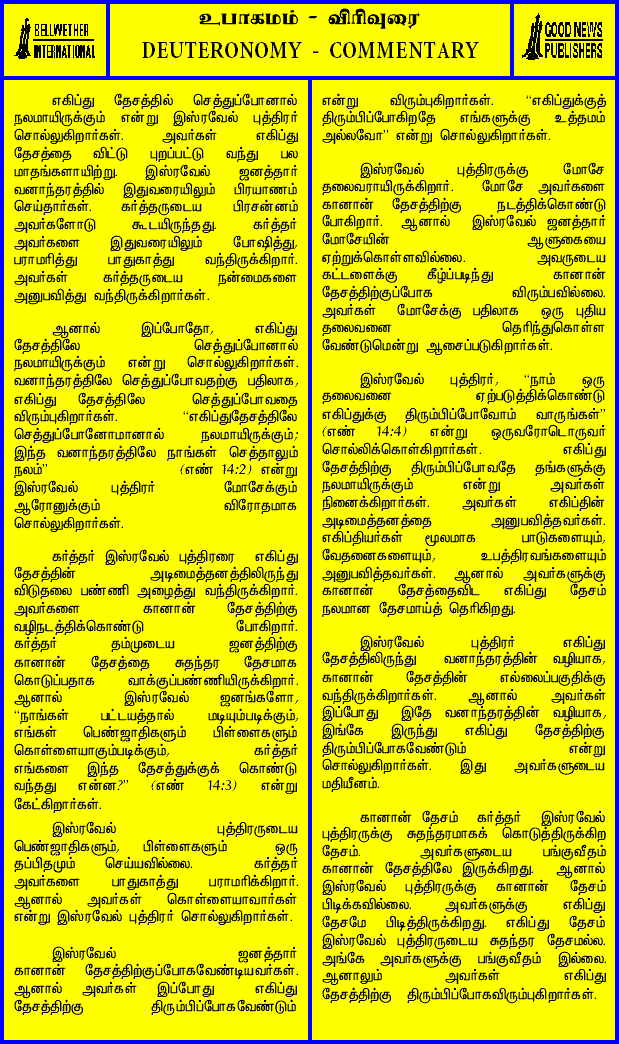 BELLWETHER
INTERNATIONAL
உபாகமம் - விரிவுரை
DEUTERONOMY - COMMENTARY
GOOD NEWS
PUBLISHERS
எகிப்து தேசத்தில் செத்துப்போனால்
நலமாயிருக்கும் என்று இஸ்ரவேல் புத்திரர்
சொல்லுகிறார்கள். அவர்கள் எகிப்து
தேசத்தை விட்டு புறப்பட்டு வந்து பல
மாதங்களாயிற்று. இஸ்ரவேல் ஜனத்தார்
வனாந்தரத்தில் இதுவரையிலும் பிரயாணம்
செய்தார்கள். கர்த்தருடைய பிரசன்னம்
அவர்களோடு கூடயிருந்தது. கர்த்தர்
அவர்களை இதுவரையிலும் போஷித்து,
பராமரித்து பாதுகாத்து வந்திருக்கிறார்.
அவர்கள் கர்த்தருடைய நன்மைகளை
அனுபவித்து வந்திருக்கிறார்கள்.
ஆனால் இப்போதோ, எகிப்து
தேசத்திலே செத்துப்போனால்
நலமாயிருக்கும் என்று சொல்லுகிறார்கள்.
வனாந்தரத்திலே செத்துப்போவதற்கு பதிலாக,
எகிப்து தேசத்திலே செத்துப்போவதை
விரும்புகிறார்கள். “எகிப்துதேசத்திலே
செத்துப்போனோமானால் நலமாயிருக்கும்;
இந்த வனாந்தரத்திலே நாங்கள் செத்தாலும்
நலம்” (எண் 14:2) என்று
இஸ்ரவேல் புத்திரர் மோசேக்கும்
ஆரோனுக்கும் விரோதமாக
சொல்லுகிறார்கள்.
கர்த்தர் இஸ்ரவேல் புத்திரரை எகிப்து
தேசத்தின் அடிமைத்தனத்திலிருந்து
விடுதலை பண்ணி அழைத்து வந்திருக்கிறார்.
அவர்களை கானான் தேசத்திற்கு
வழிநடத்திக்கொண்டு போகிறார்.
கர்த்தர் தம்முடைய ஜனத்திற்கு
கானான் தேசத்தை சுதந்தர தேசமாக
கொடுப்பதாக வாக்குப்பண்ணியிருக்கிறார்.
ஆனால் இஸ்ரவேல் ஜனங்களோ,
“நாங்கள் பட்டயத்தால் மடியும்படிக்கும்,
எங்கள் பெண்ஜாதிகளும் பிள்ளைகளும்
கொள்ளையாகும்படிக்கும், கர்த்தர்
எங்களை இந்த தேசத்துக்குக் கொண்டு
வந்தது என்ன?” (எண் 14:3) என்று
கேட்கிறார்கள்.
இஸ்ரவேல் புத்திரருடைய
பெண்ஜாதிகளும், பிள்ளைகளும் ஒரு
தப்பிதமும் செய்யவில்லை. கர்த்தர்
அவர்களை பாதுகாத்து பராமரிக்கிறார்.
ஆனால் அவர்கள் கொள்ளையாவார்கள்
என்று இஸ்ரவேல் புத்திரர் சொல்லுகிறார்கள்.
இஸ்ரவேல் ஜனத்தார்
கானான் தேசத்திற்குப்போகவேண்டியவர்கள்.
ஆனால் அவர்கள் இப்போது எகிப்து
தேசத்திற்கு திரும்பிப்போகவேண்டும்
என்று விரும்புகிறார்கள். “எகிப்துக்குத்
திரும்பிப்போகிறதே எங்களுக்கு உத்தமம்
அல்லவோ” என்று சொல்லுகிறார்கள்.
இஸ்ரவேல் புத்திரருக்கு மோசே
தலைவராயிருக்கிறார். மோசே அவர்களை
கானான் தேசத்திற்கு நடத்திக்கொண்டு
போகிறார். ஆனால் இஸ்ரவேல் ஜனத்தார்
மோசேயின் ஆளுகையை
ஏற்றுக்கொள்ளவில்லை. அவருடைய
கட்டளைக்கு கீழ்ப்படிந்து கானான்
தேசத்திற்குப்போக விரும்பவில்லை.
அவர்கள் மோசேக்கு பதிலாக ஒரு புதிய
தலைவனை தெரிந்துகொள்ள
வேண்டுமென்று ஆசைப்படுகிறார்கள்.
இஸ்ரவேல் புத்திரர், “நாம் ஒரு
தலைவனை ஏற்படுத்திக்கொண்டு
எகிப்துக்கு திரும்பிப்போவோம் வாருங்கள்”
(எண் 14:4) என்று ஒருவரோடொருவர்
சொல்லிக்கொள்கிறார்கள். எகிப்து
தேசத்திற்கு திரும்பிப்போவதே தங்களுக்கு
நலமாயிருக்கும் என்று அவர்கள்
நினைக்கிறார்கள். அவர்கள் எகிப்தின்
அடிமைத்தனத்தை அனுபவித்தவர்கள்.
எகிப்தியர்கள் மூலமாக பாடுகளையும்,
வேதனைகளையும், உபத்திரவங்களையும்
அனுபவித்தவர்கள். ஆனால் அவர்களுக்கு
கானான் தேசத்தைவிட எகிப்து தேசம்
நலமான தேசமாய்த் தெரிகிறது.
இஸ்ரவேல் புத்திரர் எகிப்து
தேசத்திலிருந்து வனாந்தரத்தின் வழியாக,
கானான் தேசத்தின் எல்லைப்பகுதிக்கு
வந்திருக்கிறார்கள். ஆனால் அவர்கள்
இப்போது இதே வனாந்தரத்தின் வழியாக,
இங்கே இருந்து எகிப்து தேசத்திற்கு
திரும்பிப்போகவேண்டும் என்று
சொல்லுகிறார்கள். இது அவர்களுடைய
மதியீனம்.
கானான் தேசம் கர்த்தர் இஸ்ரவேல்
புத்திரருக்கு சுதந்தரமாகக் கொடுத்திருக்கிற
தேசம். அவர்களுடைய பங்குவீதம்
கானான் தேசத்திலே இருக்கிறது. ஆனால்
இஸ்ரவேல் புத்திரருக்கு கானான் தேசம்
பிடிக்கவில்லை. அவர்களுக்கு எகிப்து
தேசமே பிடித்திருக்கிறது. எகிப்து தேசம்
இஸ்ரவேல் புத்திரருடைய சுதந்தர தேசமல்ல.
அங்கே அவர்களுக்கு பங்குவீதம் இல்லை.
ஆனாலும் அவர்கள் எகிப்து
தேசத்திற்கு திரும்பிப்போகவிரும்புகிறார்கள்.